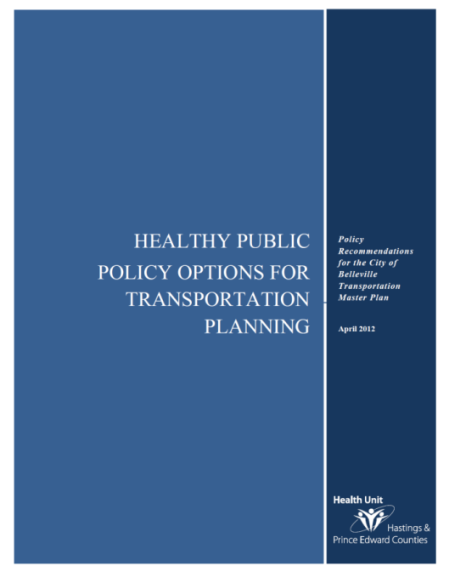 HEALTHY PUBLIC
POLICY OPTIONS FOR
TRANSPORTATION
PLANNING
Policy
Recommendations
for the City of
Belleville
Transportation
Master Plan
April 2012
Health Unit
Hastings &
Prince Edward Counties